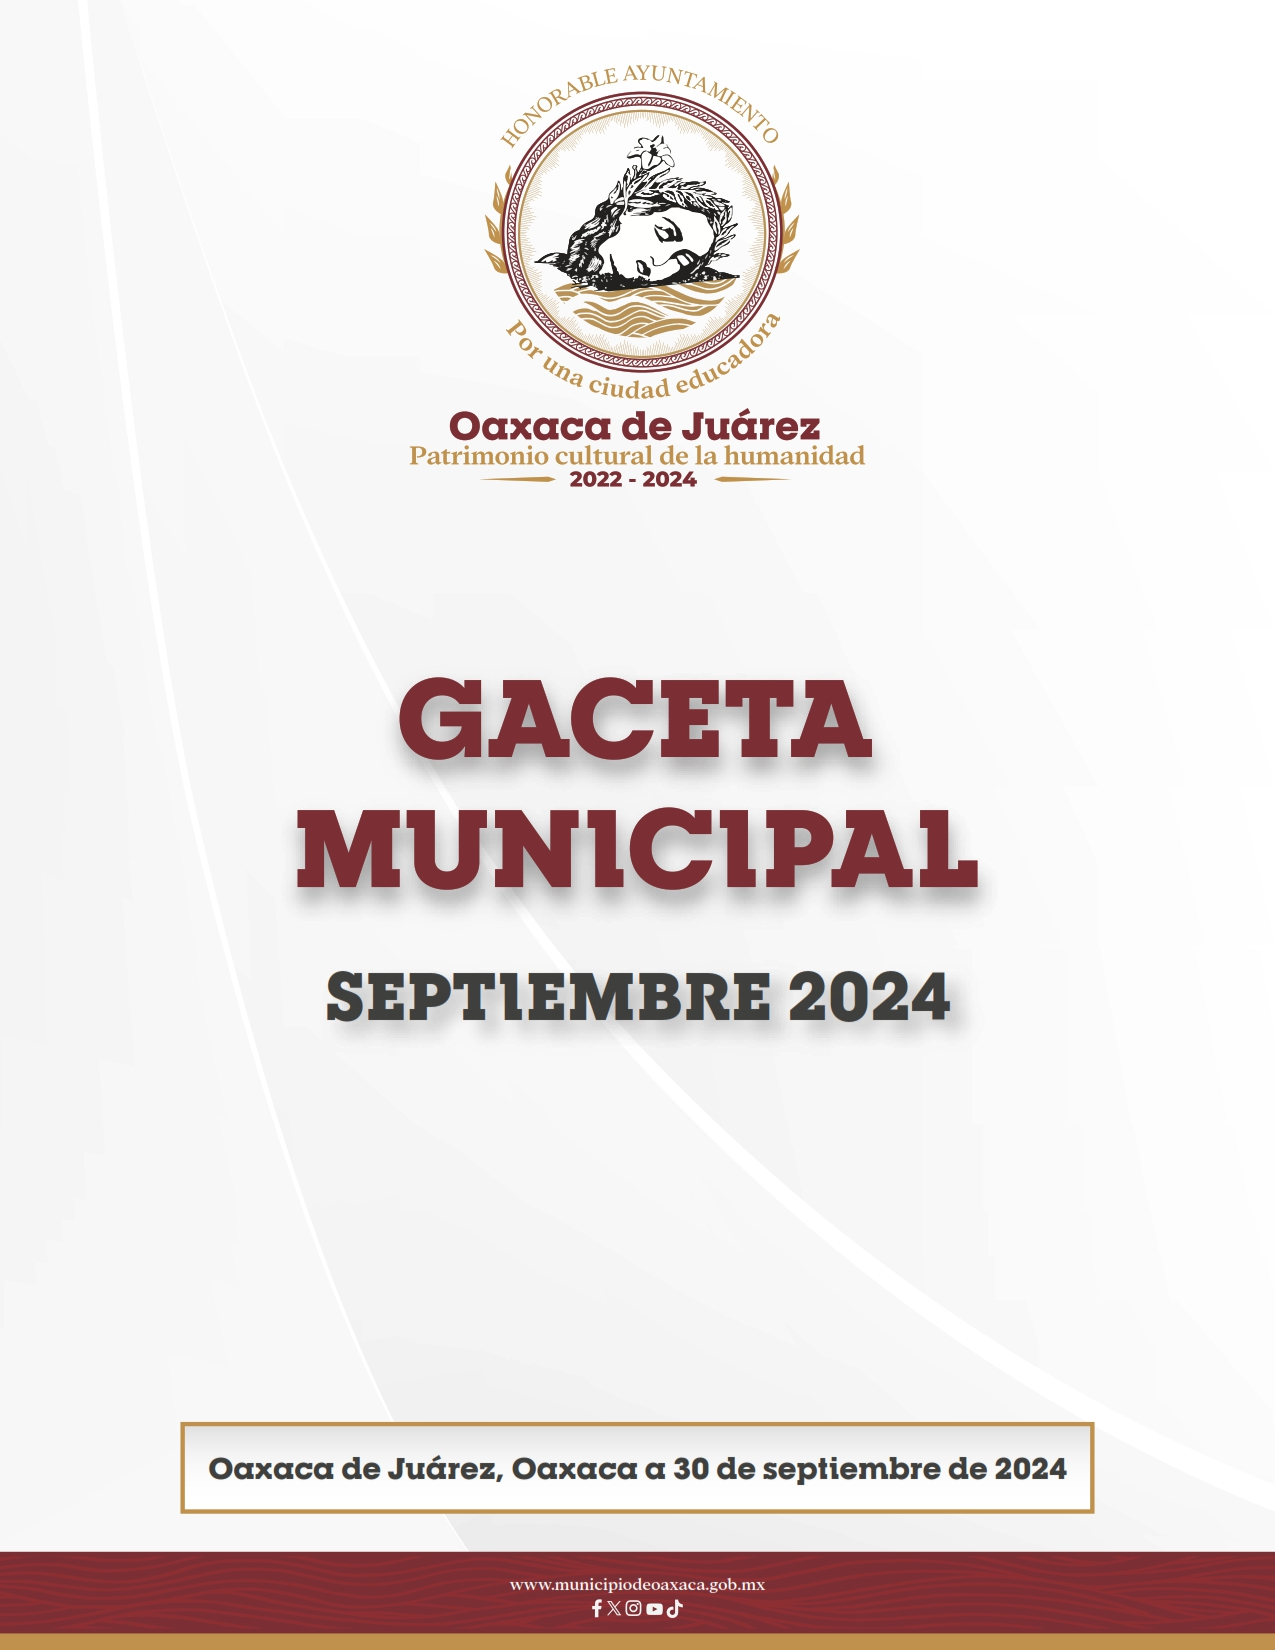 HONORABLE AYUNTAMIENTO
Por una ciudad educadora
Oaxaca de Juárez
Patrimonio cultural de la humanidad
2022 - 2024
GACETA
MUNICIPAL
SEPTIEMBRE 2024
Oaxaca de Juárez, Oaxaca a 30 de septiembre de 2024
www.municipiodeoaxaca.gob.mx